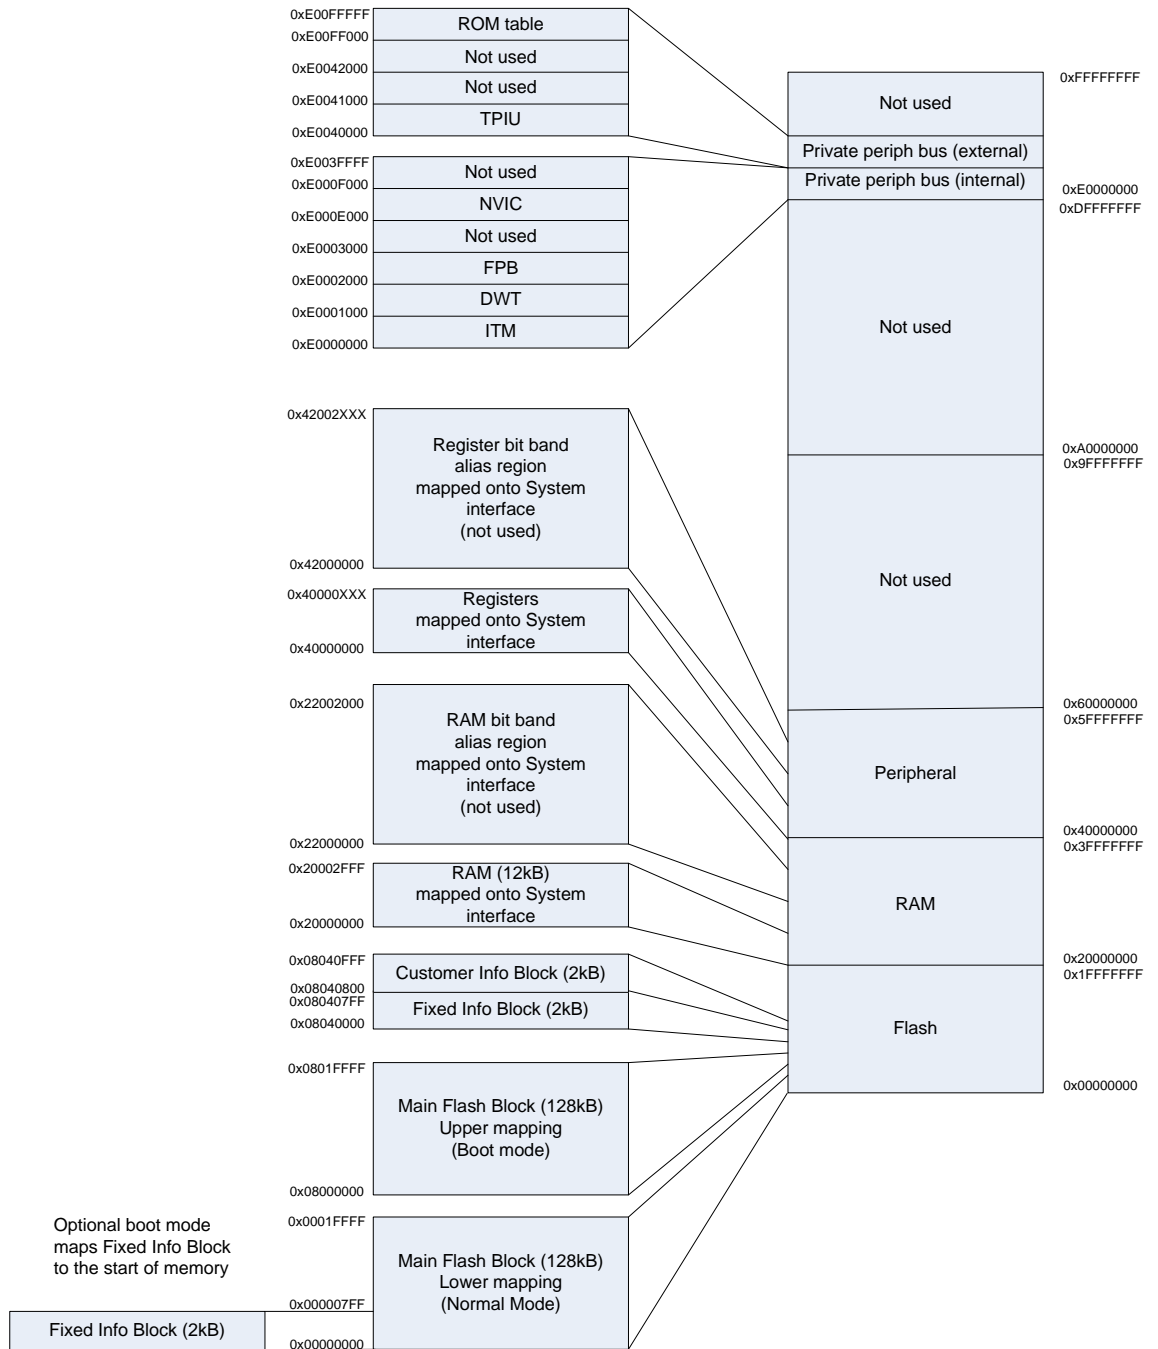 0xE00FFFFF
ROM table
0xE00FF000
Not used
0xE0042000
Not used
0xE0041000
TPIU
0xE0040000
0xE003FFFF
Not used
0xE000F000
NVIC
0xE000E000
Not used
0xE0003000
FPB
0xE0002000
DWT
0xE0001000
ITM
0xE0000000
0x42002XXX
Register bit band
alias region
mapped onto System
interface
(not used)
0x42000000
0x40000XXX
Registers
mapped onto System
interface
0x40000000
0x22002000
RAM bit band
alias region
mapped onto System
interface
(not used)
0x22000000
0x20002FFF
RAM (12kB)
mapped onto System
interface
0x20000000
0x08040FFF
Customer Info Block (2kB)
0x08040800
0x080407FF
Fixed Info Block (2kB)
0x08040000
0x0801FFFF
Main Flash Block (128kB)
Upper mapping
(Boot mode)
0x08000000
0x0001FFFF
Main Flash Block (128kB)
Lower mapping
(Normal Mode)
0x000007FF
0x00000000
Optional boot mode
maps Fixed Info Block
to the start of memory
Fixed Info Block (2kB)
0xFFFFFFFF
Not used
Private periph bus (external)
Private periph bus (internal)
0xE0000000
0xDFFFFFFF
Not used
0xA0000000
0x9FFFFFFF
Not used
0x60000000
0x5FFFFFFF
Peripheral
0x40000000
0x3FFFFFFF
RAM
0x20000000
0x1FFFFFFF
Flash
0x00000000